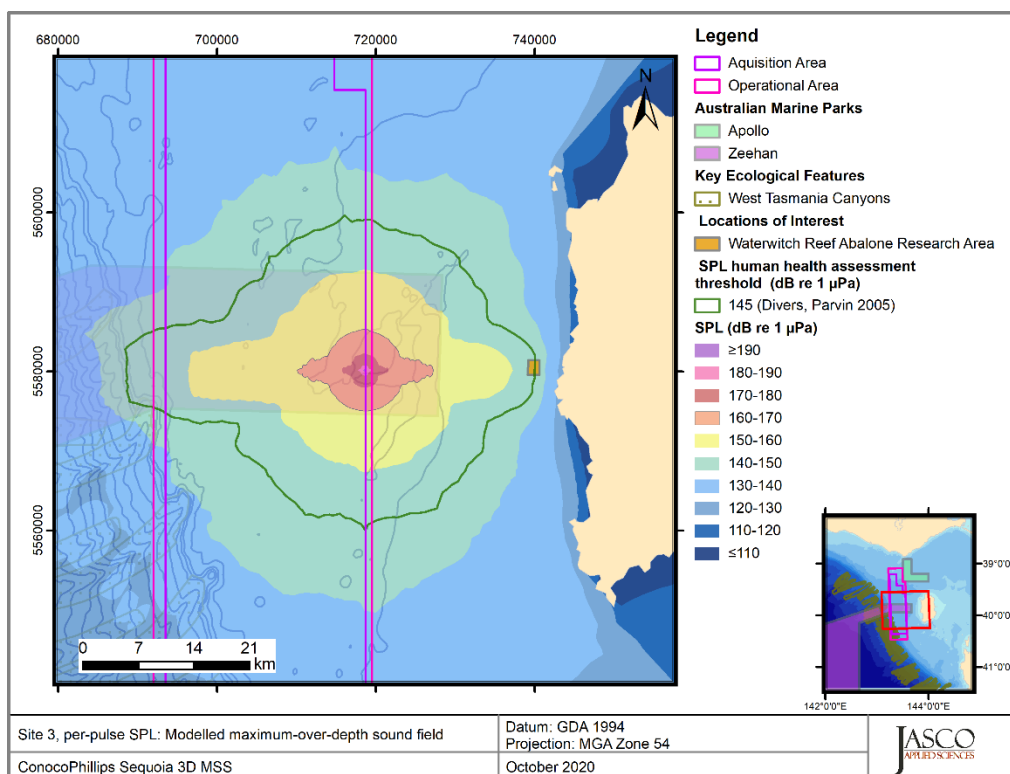 680000 700000 720000 740000
5600000
5580000
5560000
N
0 7 14 21
km
Legend
Aquisition Area
Operational Area
Australian Marine Parks
Apollo
Zeehan
Key Ecological Features
West Tasmania Canyons
Locations of Interest
Waterwitch Reef Abalone Research Area
SPL human health assessment
threshold (dB re 1 µPa)
145 (Divers, Parvin 2005)
SPL (dB re 1 µPa)
≥190
180-190
170-180
160-170
150-160
140-150
130-140
120-130
110-120
≤110
39°0'0"S
40°0'0"S
41°0'0"S
142°0'0"E 144°0'0"E
Site 3, per-pulse SPL: Modelled maximum-over-depth sound field
ConocoPhillips Sequoia 3D MSS
Datum: GDA 1994
Projection: MGA Zone 54
October 2020
JASCO
APPLIED SCIENCES